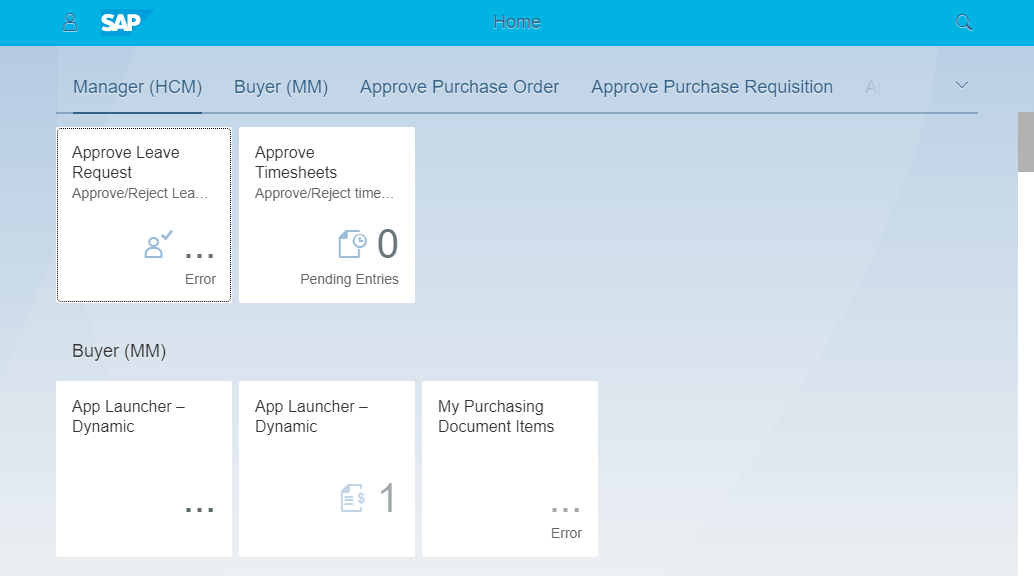 SAP
Home
Manager (HCM)
Buyer (MM)
Approve Purchase Order
Approve Purchase Requisition
Approve Leave
Request
Approve/Reject Lea...
...
Error
Approve
Timesheets
Approve/Reject time...
0
Pending Entries
Buyer (MM)
App Launcher –
Dynamic
...
App Launcher –
Dynamic
$
1
My Purchasing
Document Items
...
Error